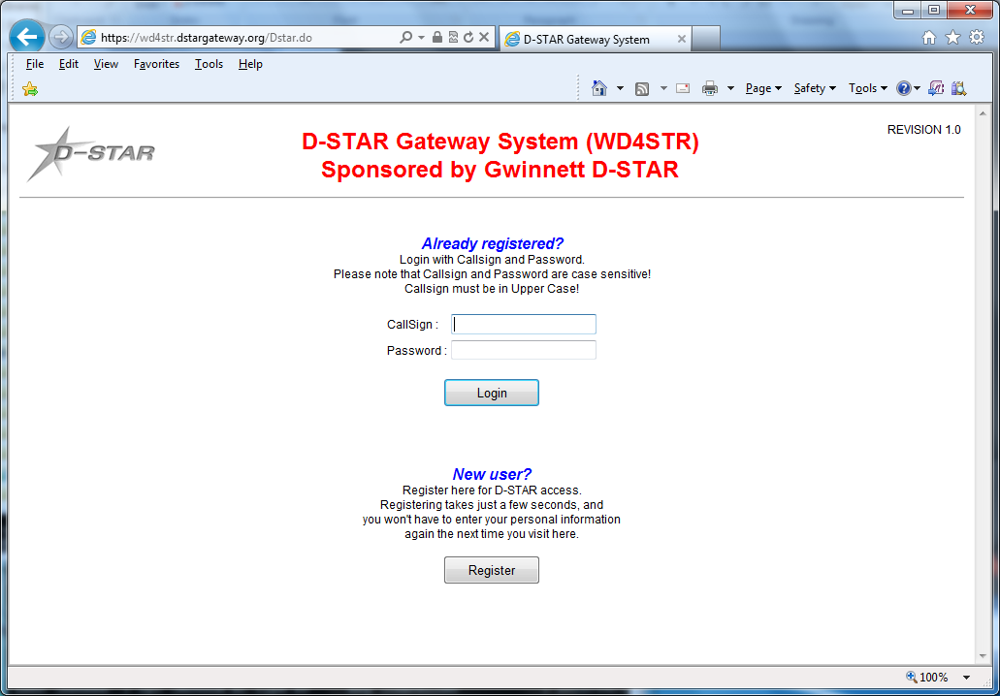 https://wd4str.dstargateway.org/Dstar.do
D-STAR Gateway System
File Edit View Favorites Tools Help
Page Safety Tools
D-STAR
D-STAR Gateway System (WD4STR)
Sponsored by Gwinnett D-STAR
REVISION 1.0
Already registered?
Login with Callsign and Password.
Please note that Callsign and Password are case sensitive!
Callsign must be in Upper Case!
CallSign :
Password :
Login
New user?
Register here for D-STAR access.
Registering takes just a few seconds, and
you won't have to enter your personal information
again the next time you visit here.
Register
100%